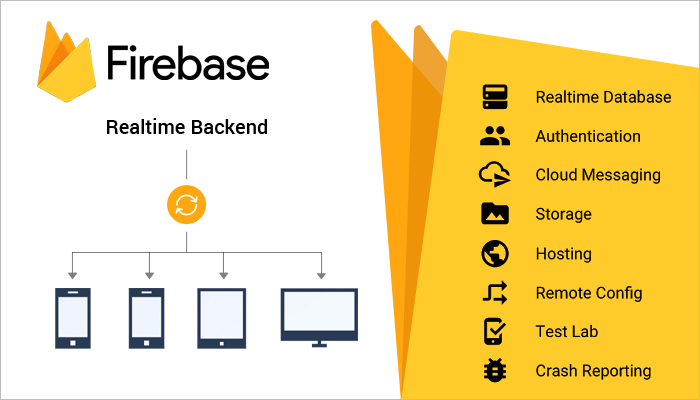 Firebase
Realtime Backend
Realtime Database
Authentication
Cloud Messaging
Storage
Hosting
Remote Config
Test Lab
Crash Reporting